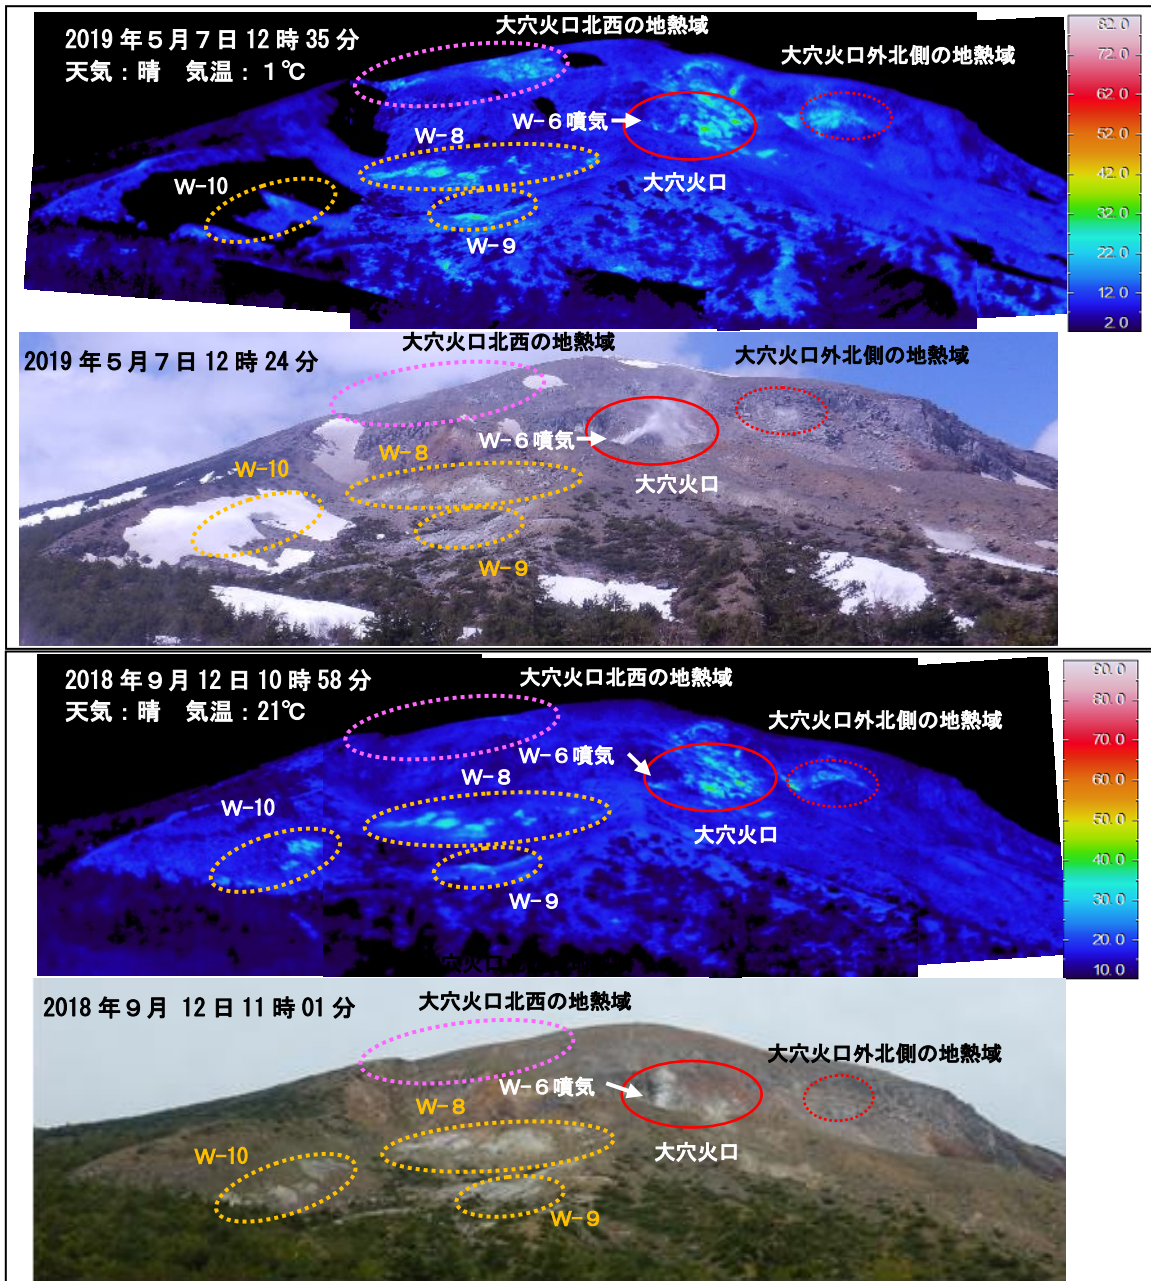 2019年5月7日12時35分
天気：晴　気温：1℃
大穴火口北西の地熱域
大穴火口外北側の地熱域
W-6噴気
W-8
W-10
大穴火口
W-9
82.0
72.0
62.0
52.0
42.0
32.0
22.0
12.0
2.0
2019年5月7日12時24分
大穴火口北西の地熱域
大穴火口外北側の地熱域
W-6噴気
W-8
W-10
大穴火口
W-9
2018年9月12日10時58分
天気：晴　気温：21℃
大穴火口北西の地熱域
大穴火口外北側の地熱域
W-6噴気
W-8
W-10
大穴火口
W-9
90.0
80.0
70.0
60.0
50.0
40.0
30.0
20.0
10.0
2018年9月 12日11時01分
大穴火口北西の地熱域
大穴火口外北側の地熱域
W-6噴気
W-8
W-10
大穴火口
W-9